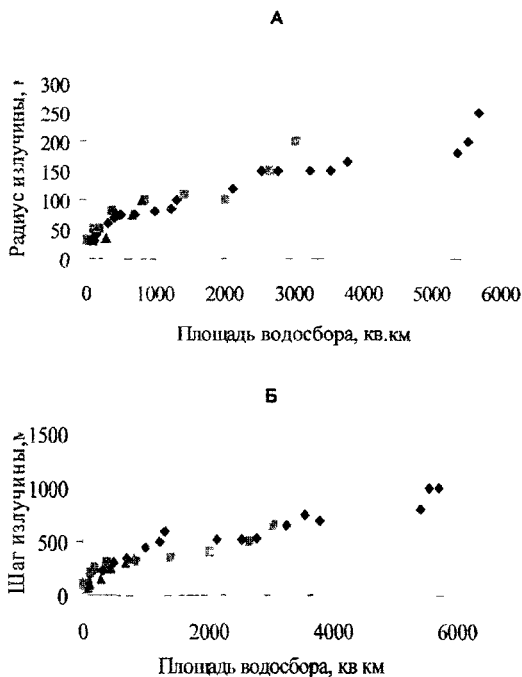 А
Радиус излучины, м
300
250
200
150
100
50
0
0 1000 2000 3000 4000 5000 6000
Площадь водосбора, кв.км
Б
Шаг излучины,м
1500
1000
500
0
0 2000 4000 6000
Площадь водосбора, кв км